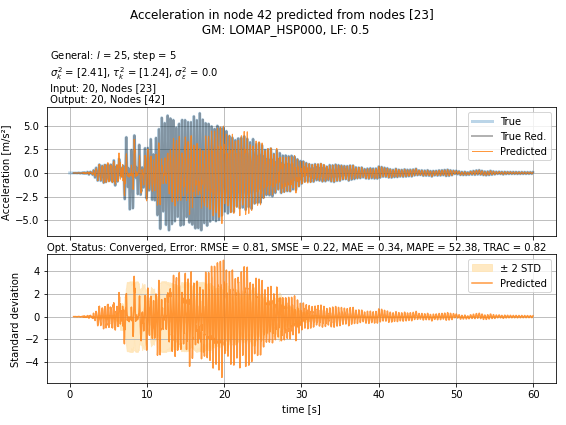 Acceleration in node 42 predicted from nodes [23]
GM: LOMAP_HSP000, LF: 0.5
General: l = 25, step = 5
σ²ₖ = [2.41], τ²ₖ = [1.24], σ²ε = 0.0
Input: 20, Nodes [23]
Output: 20, Nodes [42]
Acceleration [m/s²]
5.0
2.5
0.0
−2.5
−5.0
True
True Red.
Predicted
Opt. Status: Converged, Error: RMSE = 0.81, SMSE = 0.22, MAE = 0.34, MAPE = 52.38, TRAC = 0.82
Standard deviation
4
2
0
−2
−4
± 2 STD
Predicted
0 10 20 30 40 50 60
time [s]